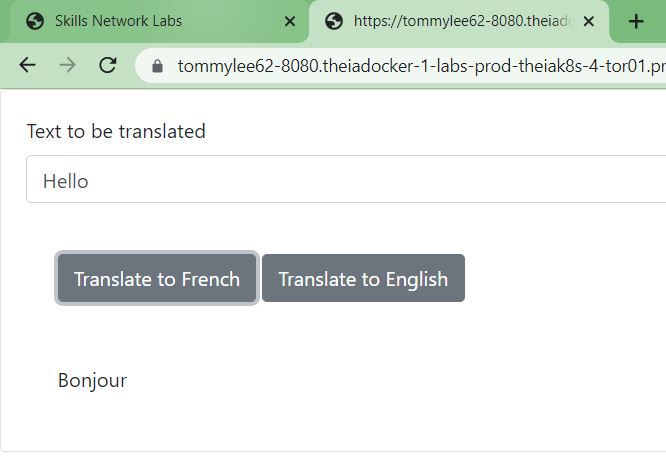 Skills Network Labs
https://tommylee62-8080.theiadoc
tommylee62-8080.theiadocker-1-labs-prod-theiak8s-4-tor01.pr
Text to be translated
Hello
Translate to French Translate to English
Bonjour